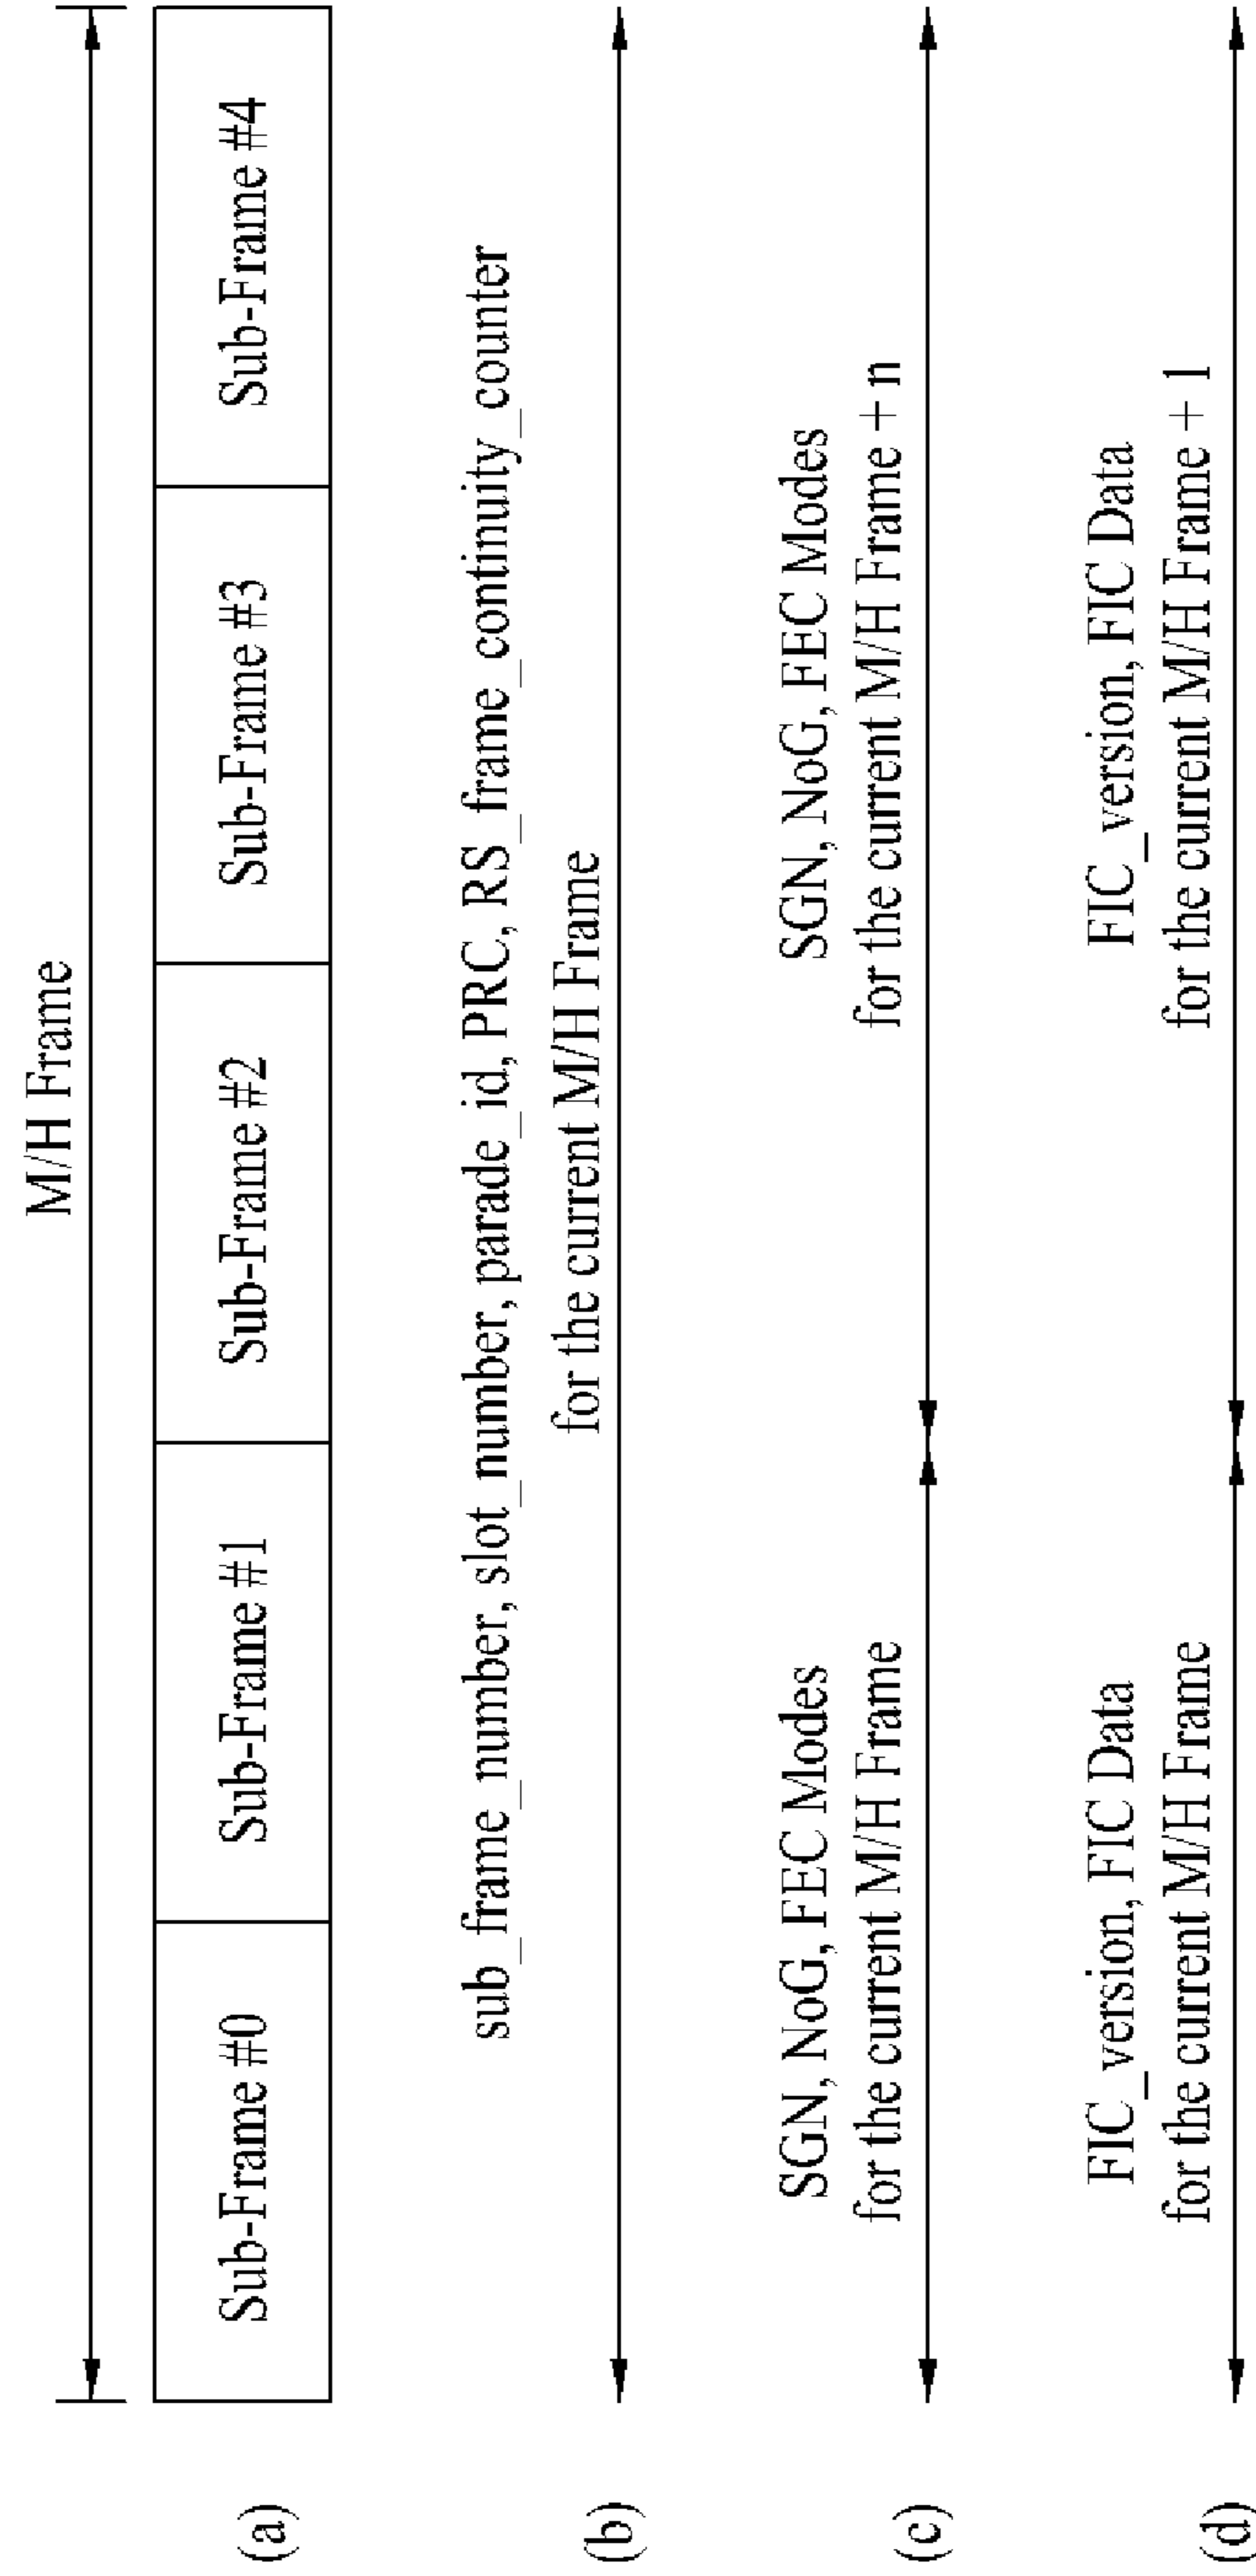 M/H Frame
(a)
Sub-Frame #0
Sub-Frame #1
Sub-Frame #2
Sub-Frame #3
Sub-Frame #4
(b)
sub_frame_number, slot_number, parade_id, PRC, RS_frame_continuity_counter
for the current M/H Frame
(c)
SGN, NoG, FEC Modes
for the current M/H Frame
SGN, NoG, FEC Modes
for the current M/H Frame + n
(d)
FIC_version, FIC Data
for the current M/H Frame
FIC_version, FIC Data
for the current M/H Frame + 1